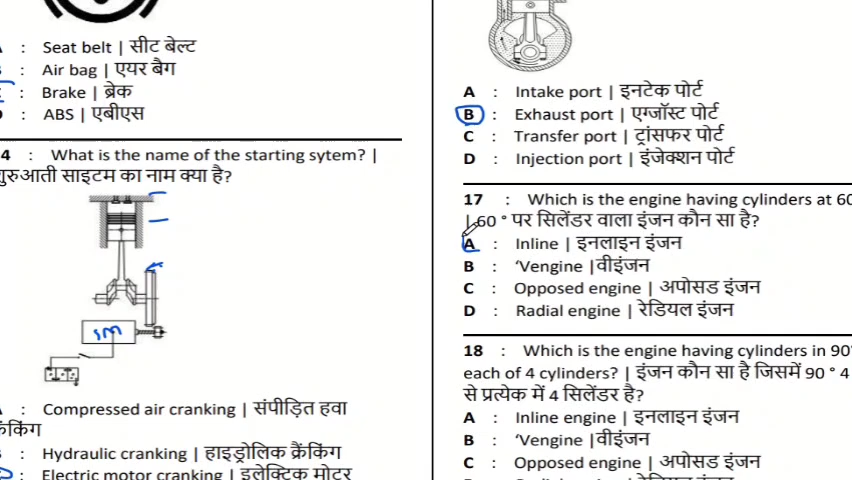 : Seat belt | सीट बेल्ट
: Air bag | एयर बैग
: Brake | ब्रेक
: ABS | एबीएस
4 : What is the name of the starting sytem? |
शुरुआती साइटम का नाम क्या है?
SM
: Compressed air cranking | संपीड़ित हवा
क्रैंकिंग
: Hydraulic cranking | हाइड्रोलिक क्रैंकिंग
: Electric motor cranking | इलेक्ट्रिक मोटर
A : Intake port | इनटेक पोर्ट
B : Exhaust port | एग्जॉस्ट पोर्ट
C : Transfer port | ट्रांसफर पोर्ट
D : Injection port | इंजेक्शन पोर्ट
17 : Which is the engine having cylinders at 60
| 60 ° पर सिलेंडर वाला इंजन कौन सा है?
A : Inline | इनलाइन इंजन
B : ‘Vengine |वीइंजन
C : Opposed engine | अपोसड इंजन
D : Radial engine | रेडियल इंजन
18 : Which is the engine having cylinders in 90°
each of 4 cylinders? | इंजन कौन सा है जिसमें 90 ° 4
से प्रत्येक में 4 सिलेंडर है?
A : Inline engine | इनलाइन इंजन
B : ‘Vengine |वीइंजन
C : Opposed engine | अपोसड इंजन